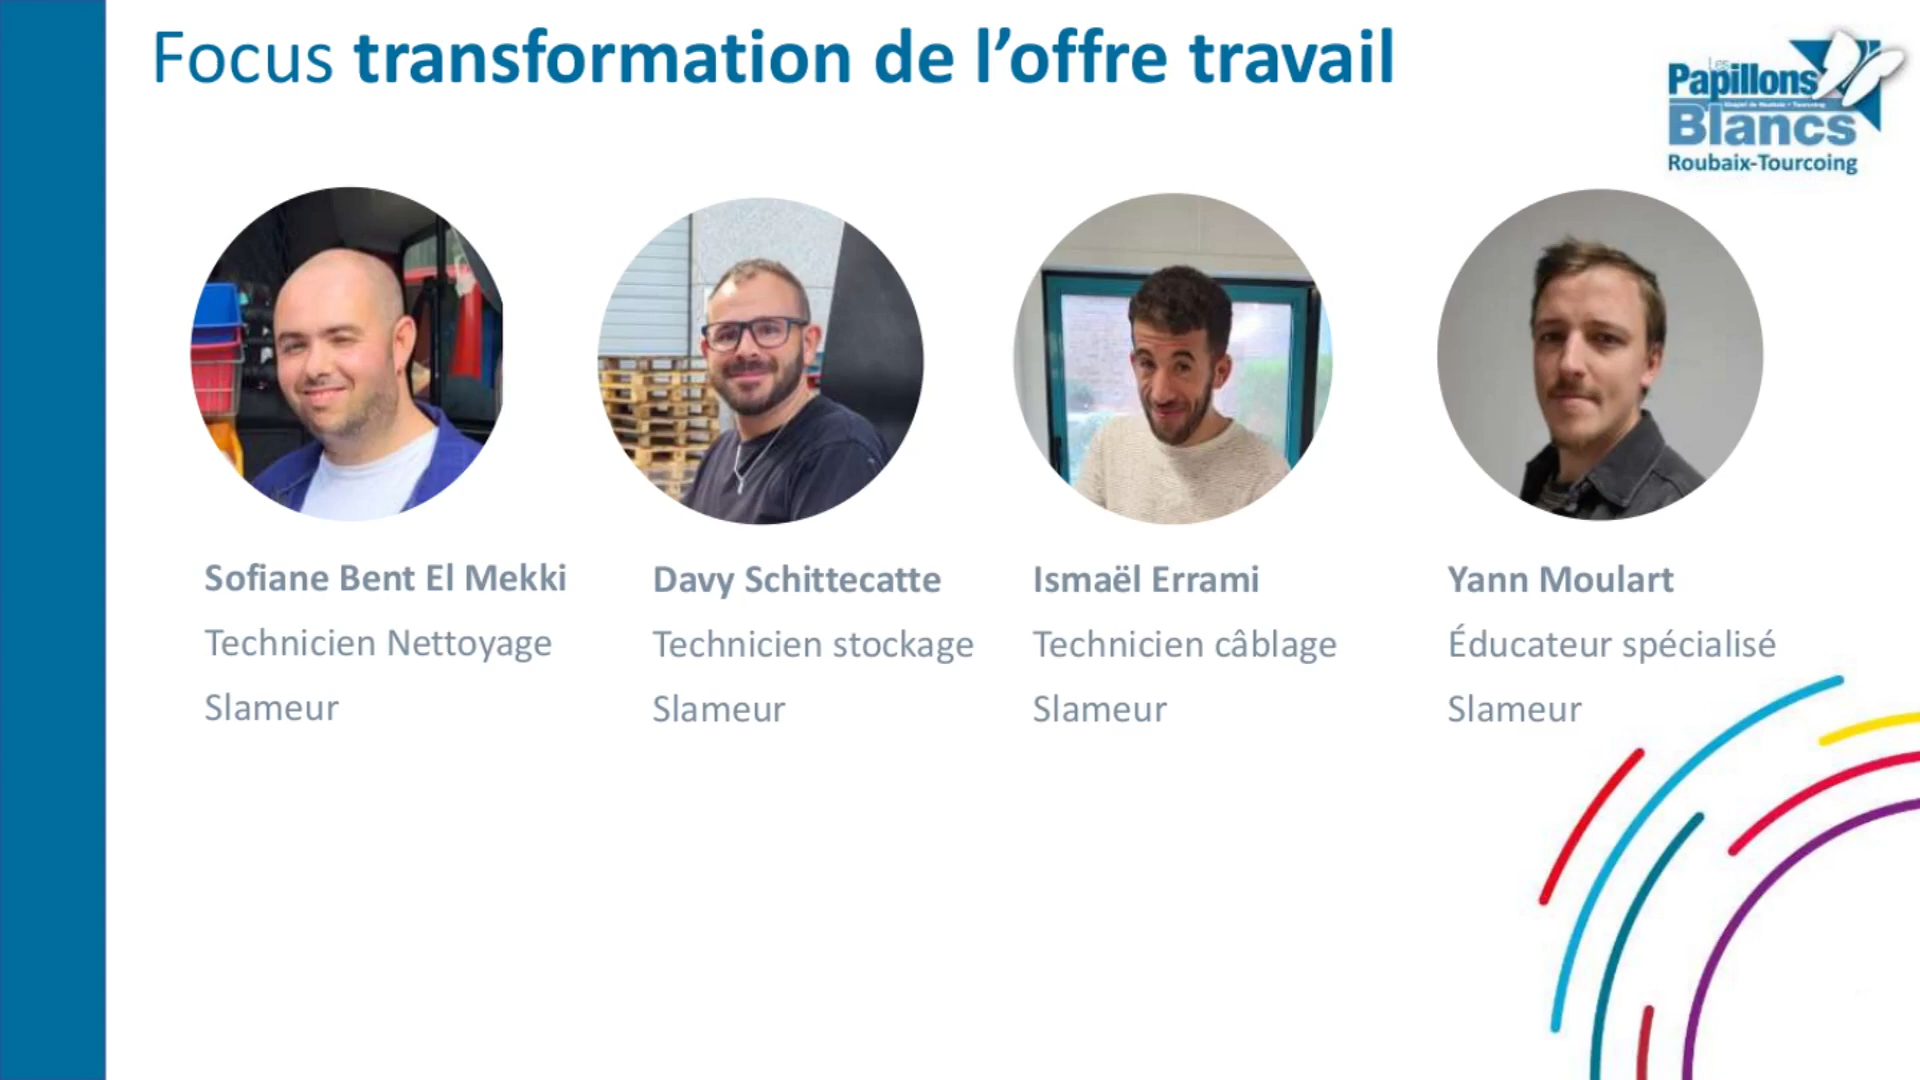 Focus transformation de l’offre travail
Les
Papillons
Blancs
Roubaix-Tourcoing
Sofiane Bent El Mekki
Technicien Nettoyage
Slameur
Davy Schittecatte
Technicien stockage
Slameur
Ismaël Errami
Technicien câblage
Slameur
Yann Moulart
Éducateur spécialisé
Slameur